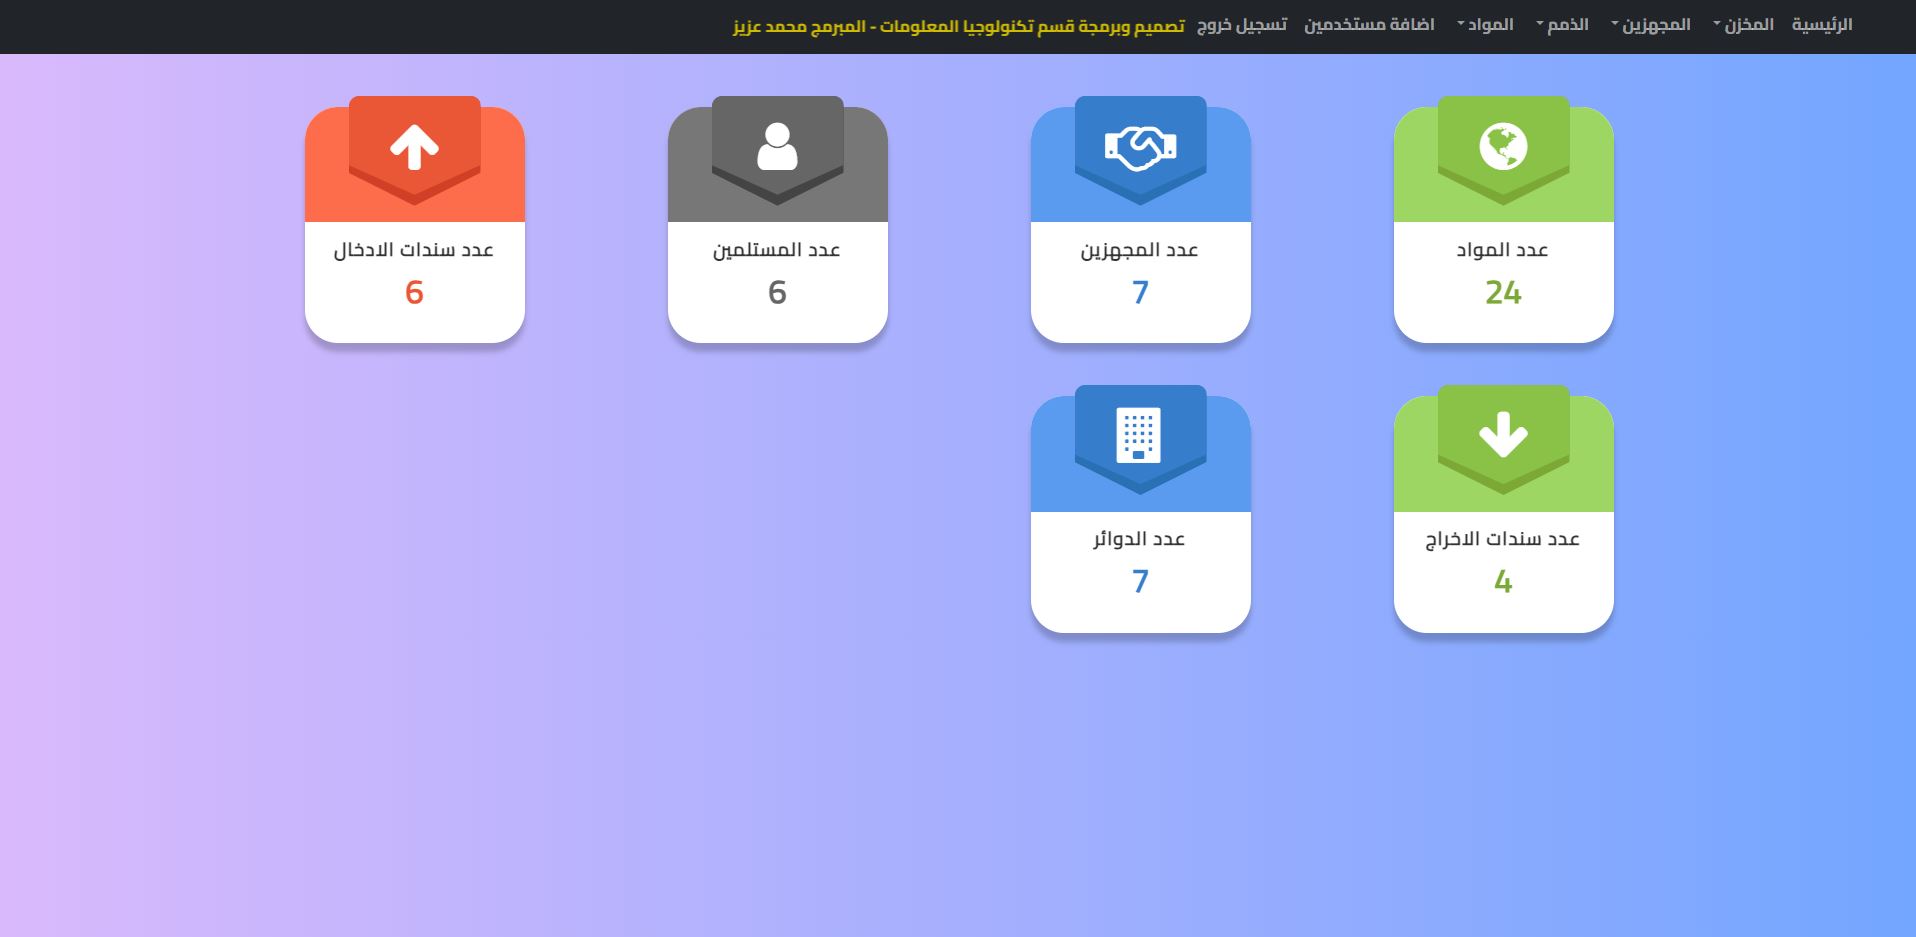 الرئيسية المخزن المجهزين الذمم المواد اضافة مستخدمين تسجيل خروج تصميم وبرمجة قسم تكنولوجيا المعلومات - المبرمج محمد عزيز
عدد المواد
24
عدد المجهزين
7
عدد المستلمين
6
عدد سندات الادخال
6
عدد سندات الاخراج
4
عدد الدوائر
7